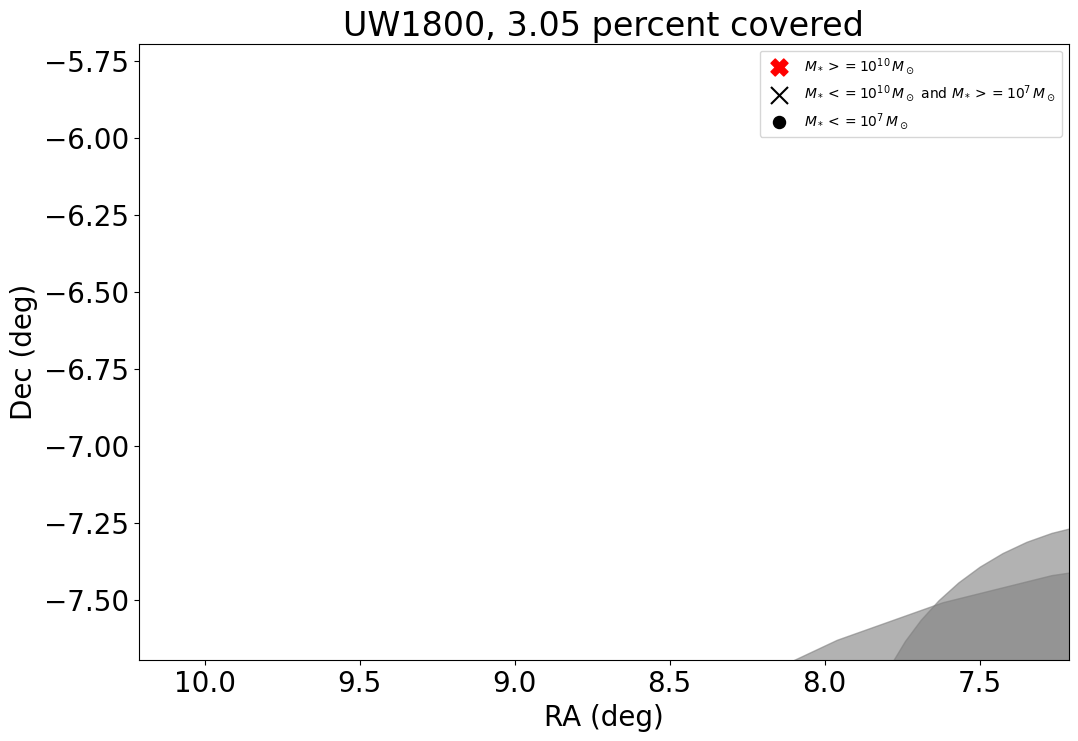 UW1800, 3.05 percent covered
M* >= 10^10 M⊙
M* <= 10^10 M⊙ and M* >= 10^7 M⊙
M* <= 10^7 M⊙
−5.75
−6.00
−6.25
−6.50
−6.75
−7.00
−7.25
−7.50
Dec (deg)
10.0 9.5 9.0 8.5 8.0 7.5
RA (deg)